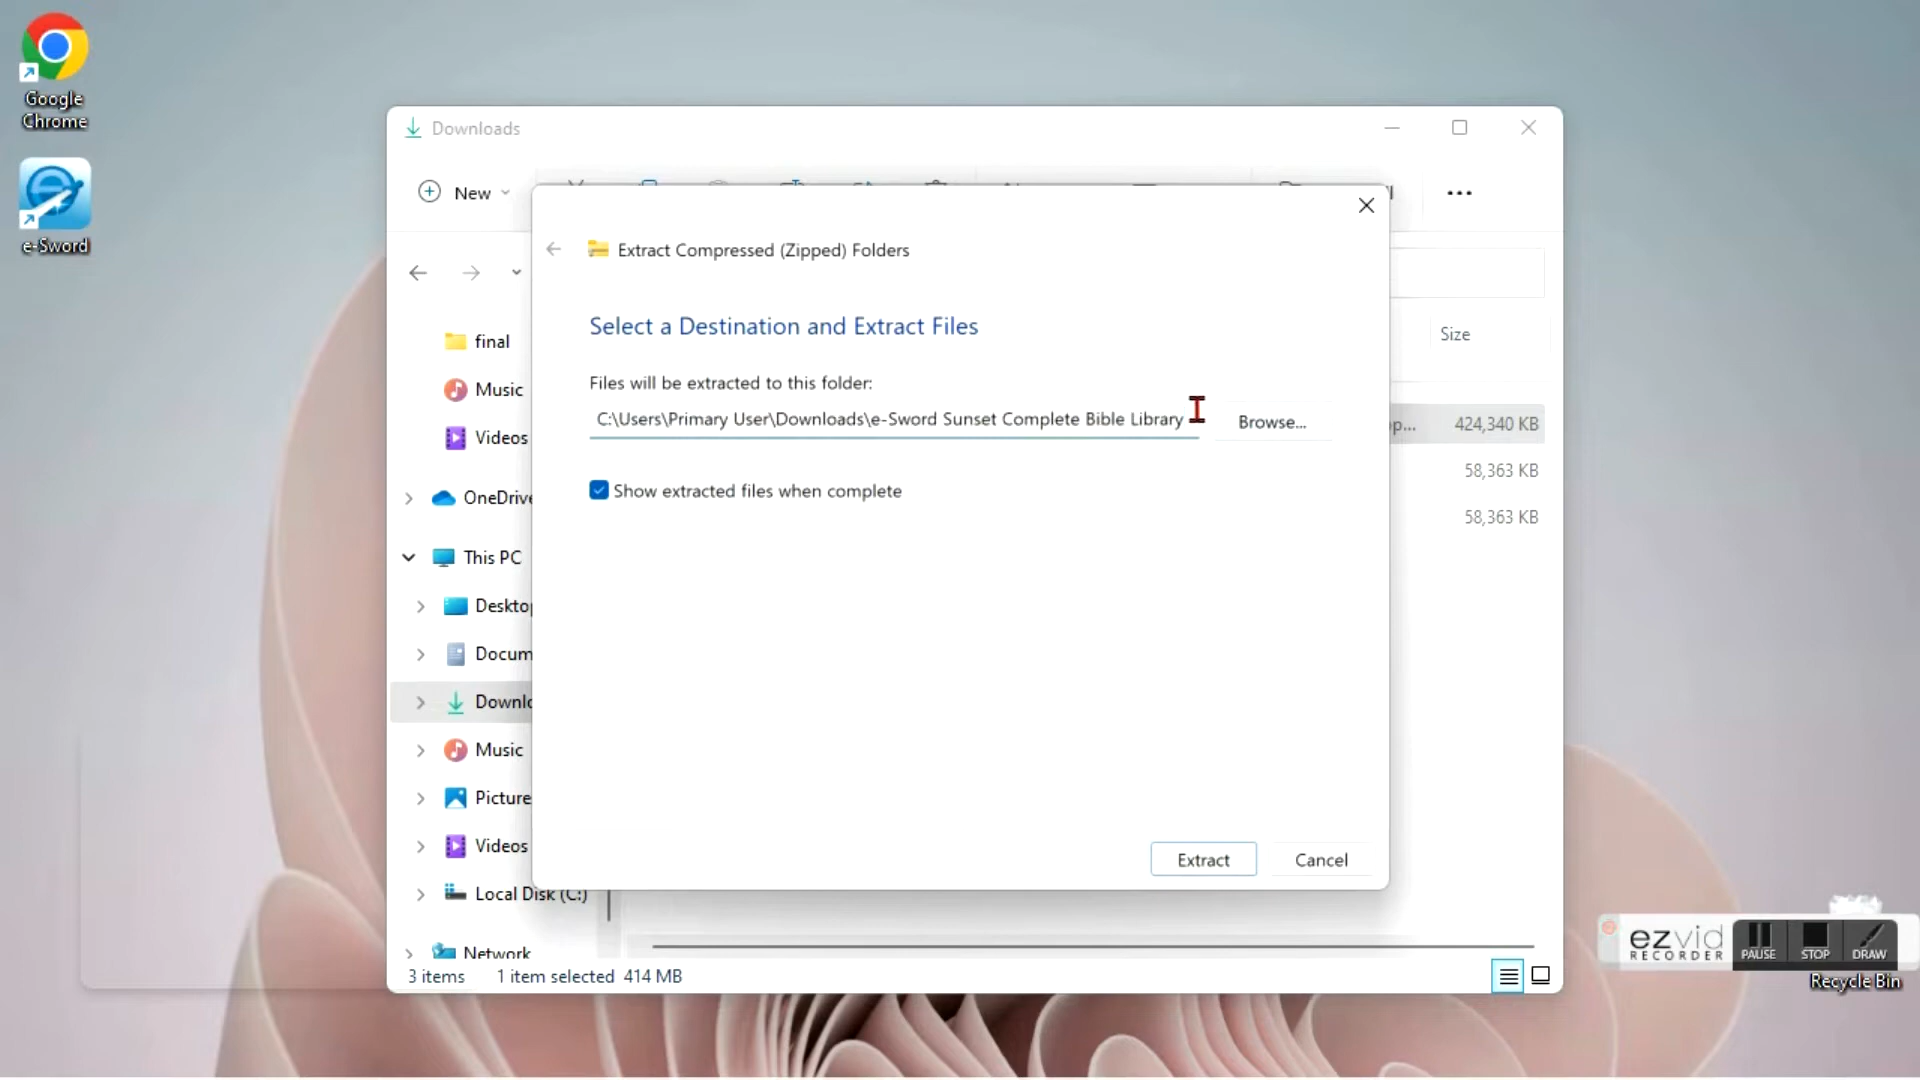 Google
Chrome
e-Sword
Downloads
New
Extract Compressed (Zipped) Folders
Select a Destination and Extract Files
Files will be extracted to this folder:
C:\Users\Primary User\Downloads\e-Sword Sunset Complete Bible Library
Browse...
Show extracted files when complete
Extract
Cancel
final
Music
Videos
OneDrive
This PC
Deskto
Docum
Downlo
Music
Picture
Videos
Local Disk (C:)
Network
Size
p...
424,340 KB
58,363 KB
58,363 KB
3 items
1 item selected 414 MB
ezvid
RECORDER
PAUSE
STOP
DRAW
Recycle Bin